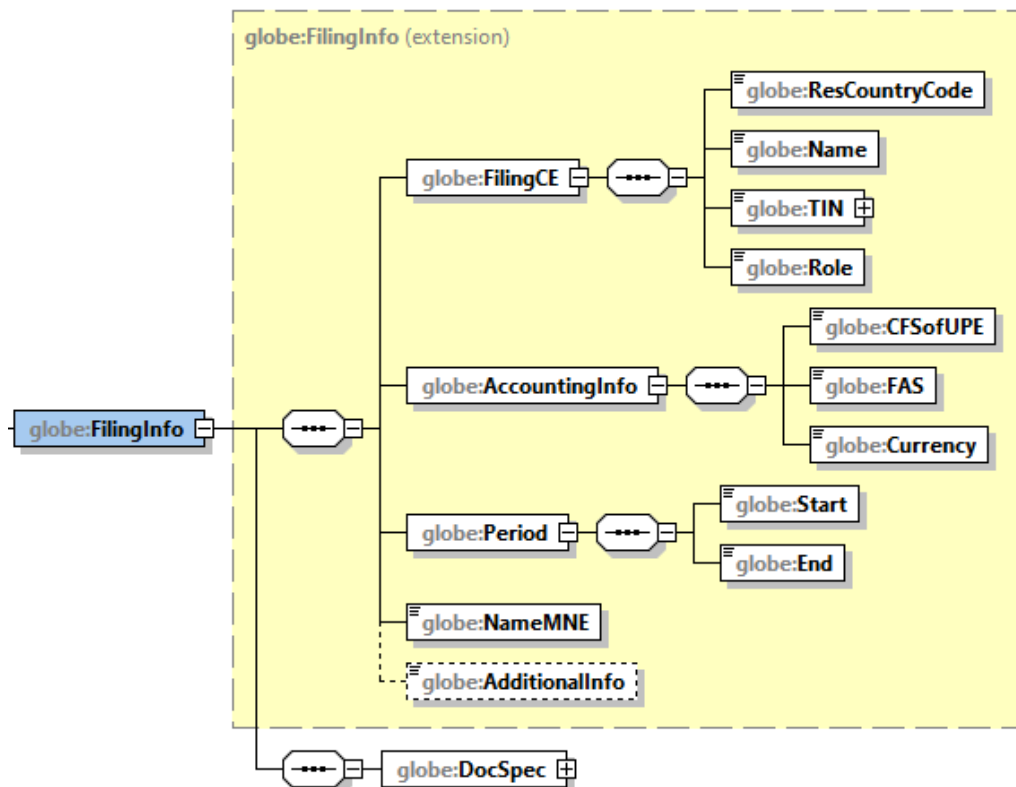 globe:FilingInfo (extension)
globe:ResCountryCode
globe:Name
globe:FilingCE
globe:TIN
globe:Role
globe:CFSofUPE
globe:AccountingInfo
globe:FAS
globe:FilingInfo
globe:Currency
globe:Start
globe:Period
globe:End
globe:NameMNE
globe:AdditionalInfo
globe:DocSpec